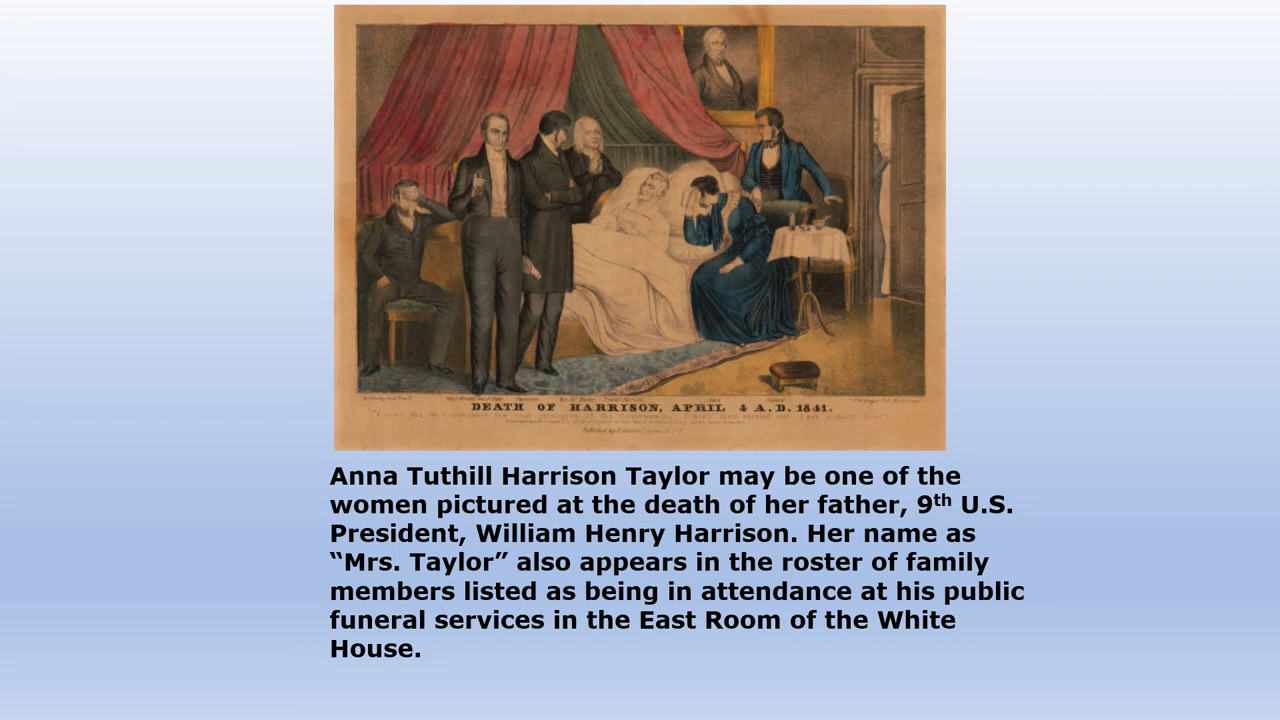 DEATH OF HARRISON, APRIL 4 A.D. 1841.
Anna Tuthill Harrison Taylor may be one of the
women pictured at the death of her father, 9th U.S.
President, William Henry Harrison. Her name as
“Mrs. Taylor” also appears in the roster of family
members listed as being in attendance at his public
funeral services in the East Room of the White
House.